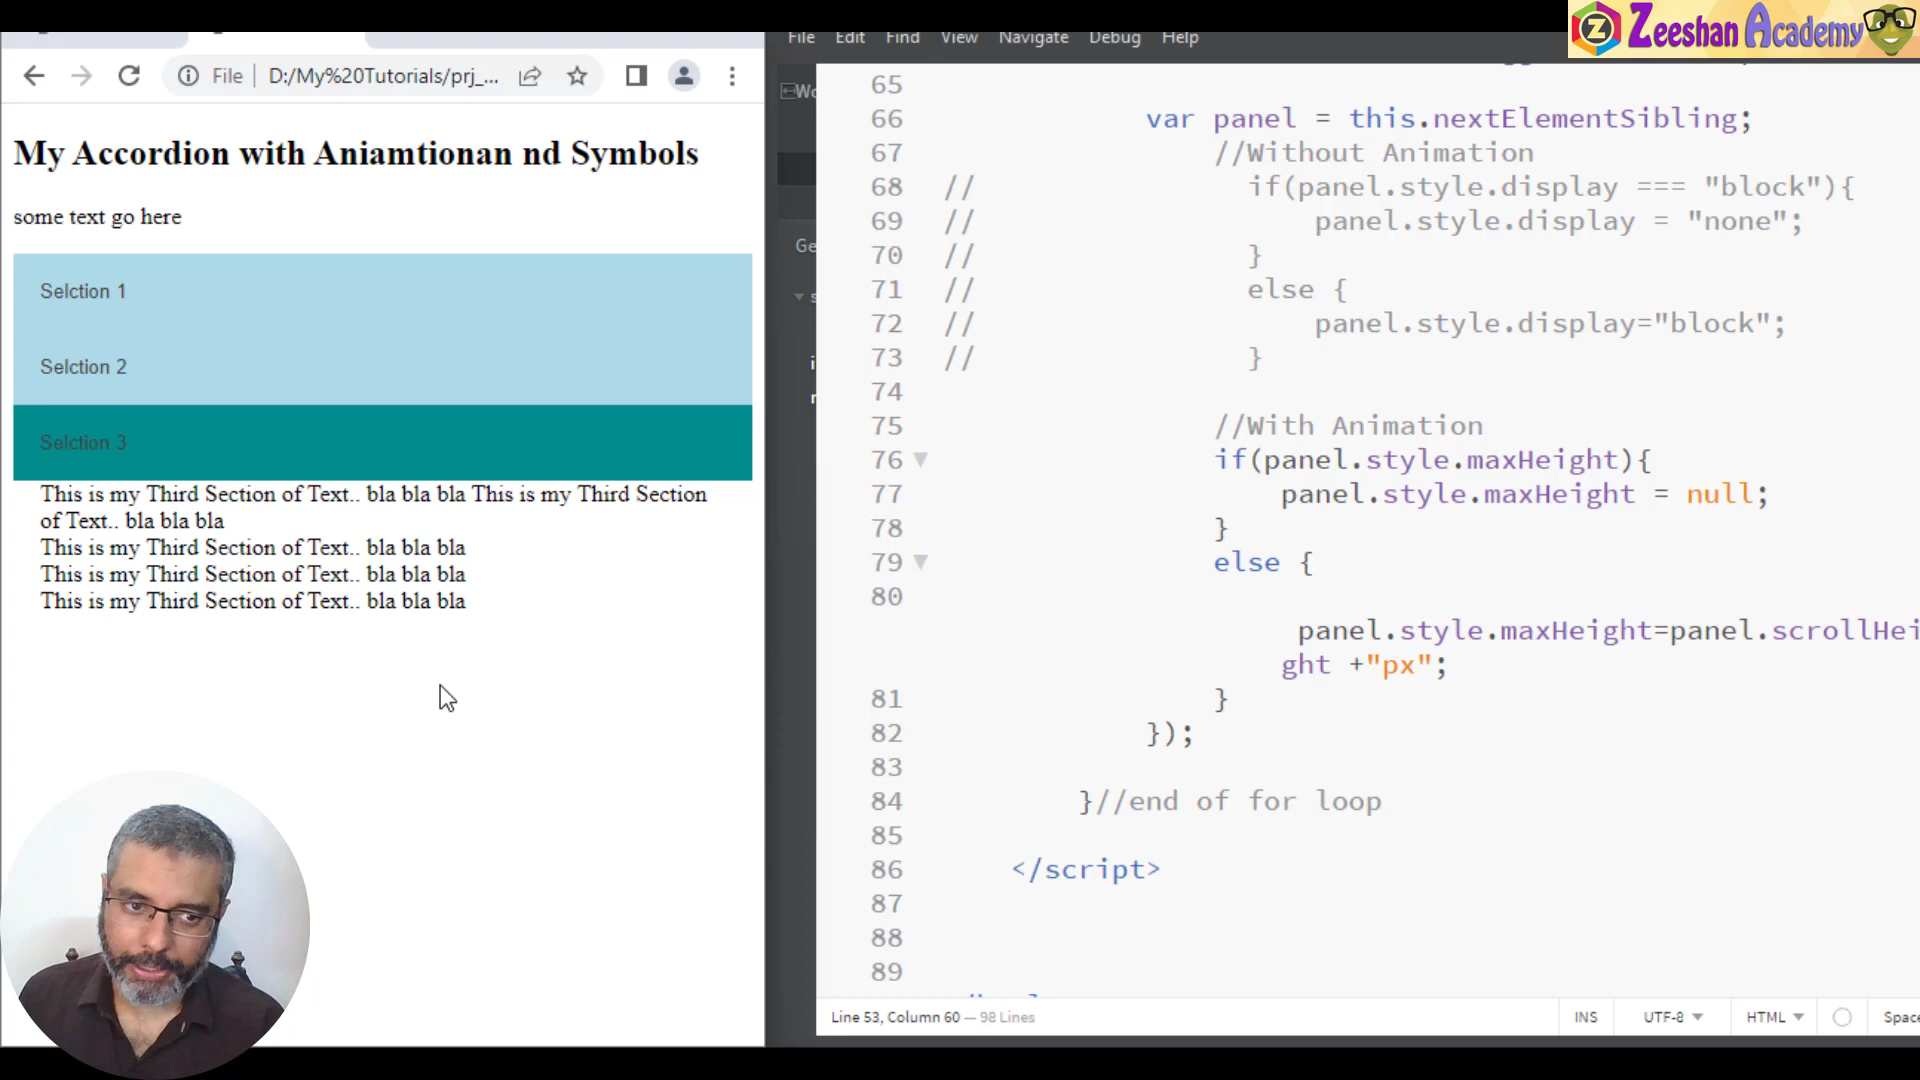 Zeeshan Academy
File Edit Find View Navigate Debug Help
File D:/My%20Tutorials/prj_...
My Accordion with Aniamtionan nd Symbols
some text go here
Selction 1
Selction 2
Selction 3
This is my Third Section of Text.. bla bla bla This is my Third Section
of Text.. bla bla bla
This is my Third Section of Text.. bla bla bla
This is my Third Section of Text.. bla bla bla
This is my Third Section of Text.. bla bla bla
65
66 var panel = this.nextElementSibling;
67 //Without Animation
68 // if(panel.style.display === "block"){
69 // panel.style.display = "none";
70 // }
71 // else {
72 // panel.style.display="block";
73 // }
74
75 //With Animation
76 if(panel.style.maxHeight){
77 panel.style.maxHeight = null;
78 }
79 else {
80
panel.style.maxHeight=panel.scrollHei
ght +"px";
81 }
82 });
83
84 }//end of for loop
85
86 </script>
87
88
89
Line 53, Column 60 — 98 Lines
INS UTF-8 HTML Space